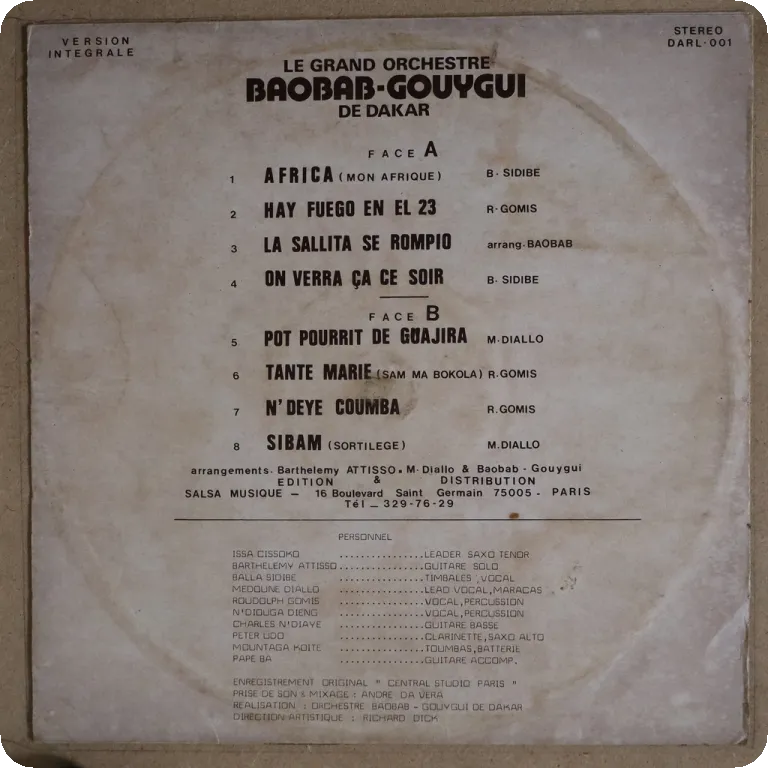 VERSION
INTEGRALE
STEREO
DARL-001
LE GRAND ORCHESTRE
BAOBAB-GOUYGUI
DE DAKAR
FACE A
1 AFRICA (MON AFRIQUE) B. SIDIBE
2 HAY FUEGO EN EL 23 R-GOMIS
3 LA SALLITA SE ROMPIO arrang. BAOBAB
4 ON VERRA ÇA CE SOIR B. SIDIBE
FACE B
5 POT POURRIT DE GUAJIRA M. DIALLO
6 TANTE MARIE (SAM MA BOKOLA) R. GOMIS
7 N'DEYE COUMBA R. GOMIS
8 SIBAM (SORTILEGE) M. DIALLO
arrangements. Barthelemy ATTISSO. M. Diallo & Baobab - Gouygui
EDITION & DISTRIBUTION
SALSA MUSIQUE — 16 Boulevard Saint Germain 75005 - PARIS
Tél _ 329-76-29
PERSONNEL
ISSA CISSOKO ...............LEADER SAXO TENOR
BARTHELEMY ATTISSO...............GUITARE SOLO
BALLA SIDIBE ...............TIMBALES , VOCAL
MEDOUNE DIALLO ...............LEAD VOCAL, MARACAS
ROUDOLPH GOMIS ...............VOCAL, PERCUSSION
N'DIOUGA DIENG ...............VOCAL, PERCUSSION
CHARLES N'DIAYE ...............GUITARE BASSE
PETER UDO ...............CLARINETTE, SAXO ALTO
MOUNTAGA KOITE ...............TOUMBAS, BATTERIE
PAPE BA ...............GUITARE ACCOMP.
ENREGISTREMENT ORIGINAL " CENTRAL STUDIO PARIS "
PRISE DE SON & MIXAGE : ANDRE DA VERA
REALISATION : ORCHESTRE BAOBAB - GOUYGUI DE DAKAR
DIRECTION ARTISTIQUE : RICHARD DICK